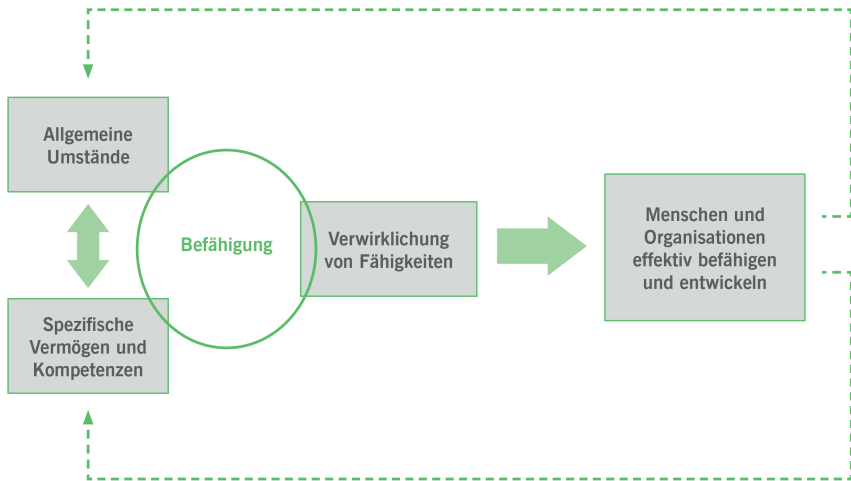 Allgemeine
Umstände
Befähigung
Verwirklichung
von Fähigkeiten
Menschen und
Organisationen
effektiv befähigen
und entwickeln
Spezifische
Vermögen und
Kompetenzen